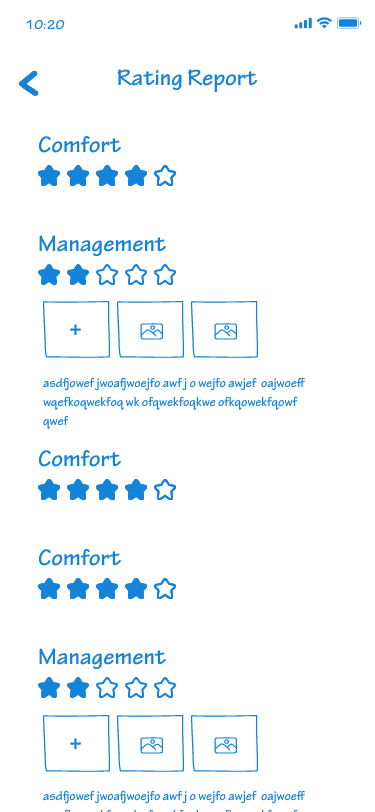 10:20
Rating Report
Comfort
Management
+
asdfjowef jwoafjwoejfo awf j o wejfo awjef oajwoeff
wqefkoqwekfoq wk ofqwekfoqkwe ofkqowekfqowf
qwef
Comfort
Comfort
Management
+
asdfjowef jwoafjwoejfo awf j o wejfo awjef oajwoeff